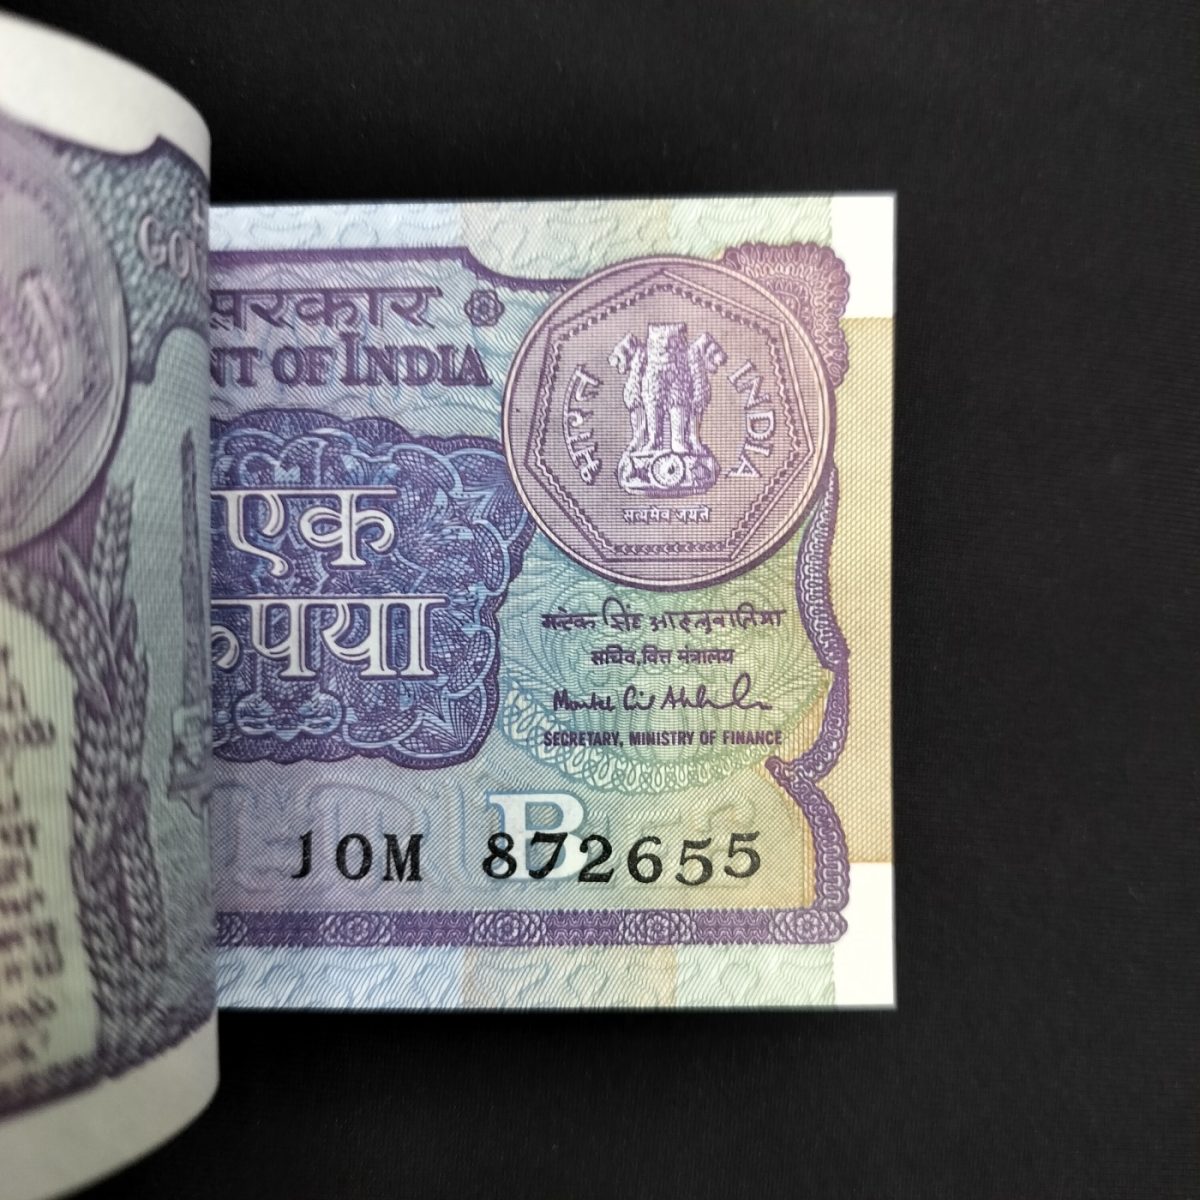 सरकार
NT OF INDIA
भारत INDIA
सत्यमेव जयते
एक
रुपया
मोंटेक सिंह आहलुवालिया
सचिव, वित्त मंत्रालय
SECRETARY, MINISTRY OF FINANCE
B
10M 872655